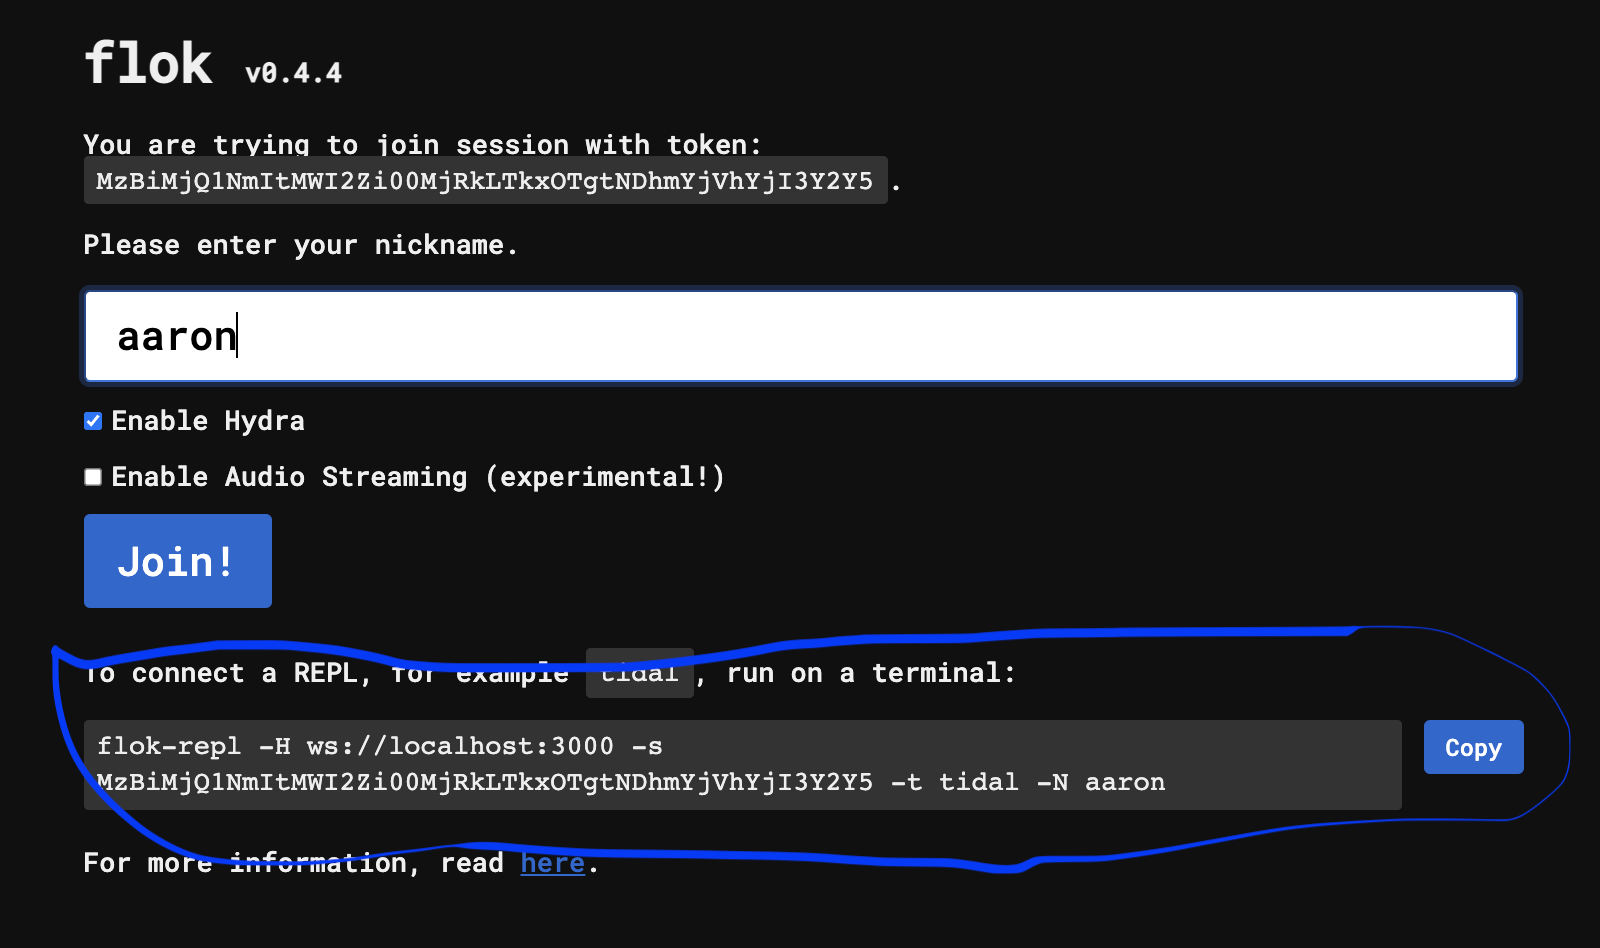 flok v0.4.4
You are trying to join session with token:
MzBiMjQ1NmItMWI2Zi00MjRkLTkxOTgtNDhmYjVhYjI3Y2Y5 .
Please enter your nickname.
aaron
Enable Hydra
Enable Audio Streaming (experimental!)
Join!
To connect a REPL, for example tidal, run on a terminal:
flok-repl -H ws://localhost:3000 -s
MzBiMjQ1NmItMWI2Zi00MjRkLTkxOTgtNDhmYjVhYjI3Y2Y5 -t tidal -N aaron
Copy
For more information, read here.